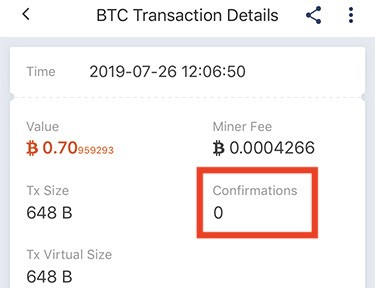 BTC Transaction Details
Time 2019-07-26 12:06:50
Value Miner Fee
₿ 0.70959293 ₿ 0.0004266
Tx Size Confirmations
648 B 0
Tx Virtual Size
648 B